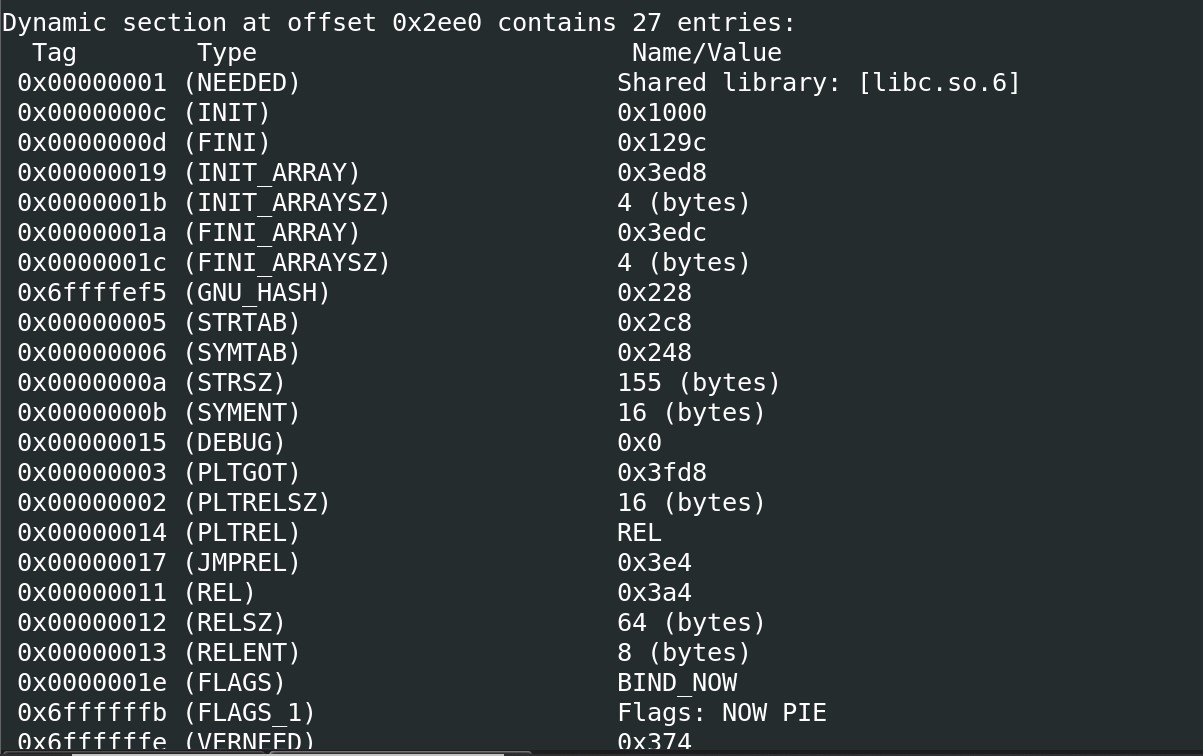 Dynamic section at offset 0x2ee0 contains 27 entries:
  Tag        Type                         Name/Value
 0x00000001 (NEEDED)                     Shared library: [libc.so.6]
 0x0000000c (INIT)                       0x1000
 0x0000000d (FINI)                       0x129c
 0x00000019 (INIT_ARRAY)                 0x3ed8
 0x0000001b (INIT_ARRAYSZ)               4 (bytes)
 0x0000001a (FINI_ARRAY)                 0x3edc
 0x0000001c (FINI_ARRAYSZ)               4 (bytes)
 0x6ffffef5 (GNU_HASH)                   0x228
 0x00000005 (STRTAB)                     0x2c8
 0x00000006 (SYMTAB)                     0x248
 0x0000000a (STRSZ)                      155 (bytes)
 0x0000000b (SYMENT)                     16 (bytes)
 0x00000015 (DEBUG)                      0x0
 0x00000003 (PLTGOT)                     0x3fd8
 0x00000002 (PLTRELSZ)                   16 (bytes)
 0x00000014 (PLTREL)                     REL
 0x00000017 (JMPREL)                     0x3e4
 0x00000011 (REL)                        0x3a4
 0x00000012 (RELSZ)                      64 (bytes)
 0x00000013 (RELENT)                     8 (bytes)
 0x0000001e (FLAGS)                      BIND_NOW
 0x6ffffffb (FLAGS_1)                    Flags: NOW PIE
 0x6ffffffe (VERNEED)                    0x374